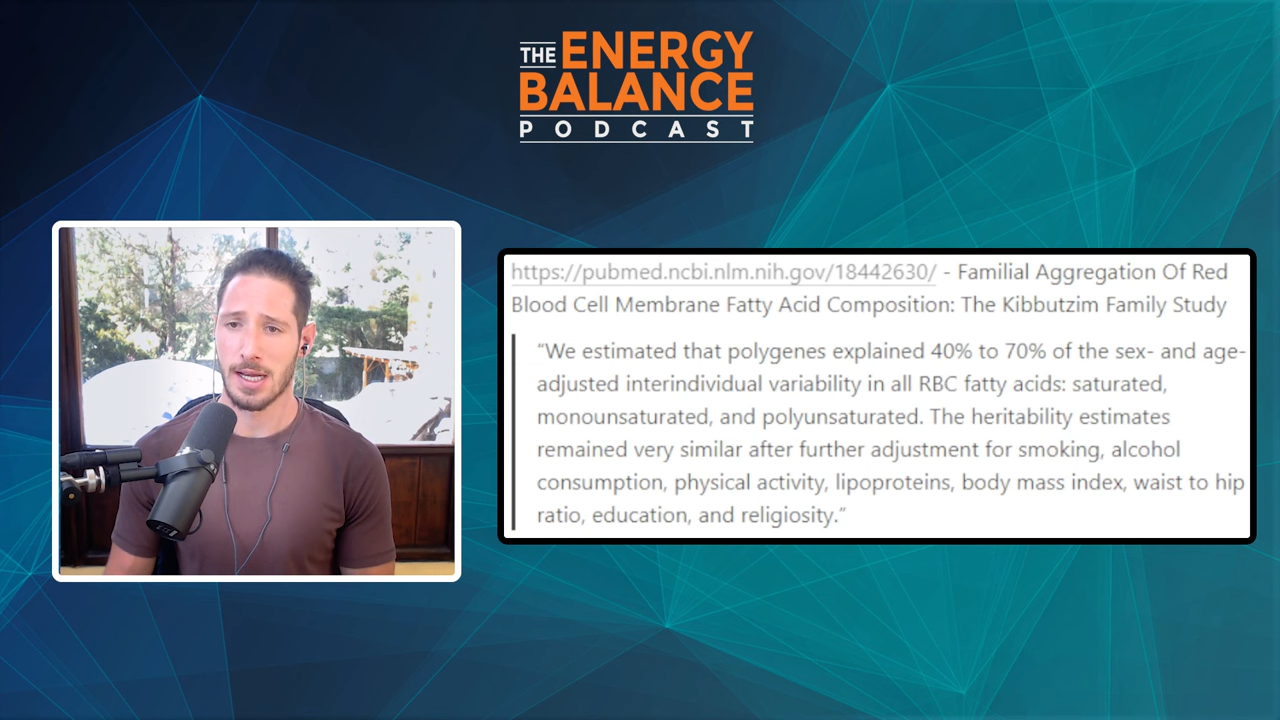 THE ENERGY
BALANCE
PODCAST
https://pubmed.ncbi.nlm.nih.gov/18442630/ - Familial Aggregation Of Red
Blood Cell Membrane Fatty Acid Composition: The Kibbutzim Family Study
“We estimated that polygenes explained 40% to 70% of the sex- and age-
adjusted interindividual variability in all RBC fatty acids: saturated,
monounsaturated, and polyunsaturated. The heritability estimates
remained very similar after further adjustment for smoking, alcohol
consumption, physical activity, lipoproteins, body mass index, waist to hip
ratio, education, and religiosity.”